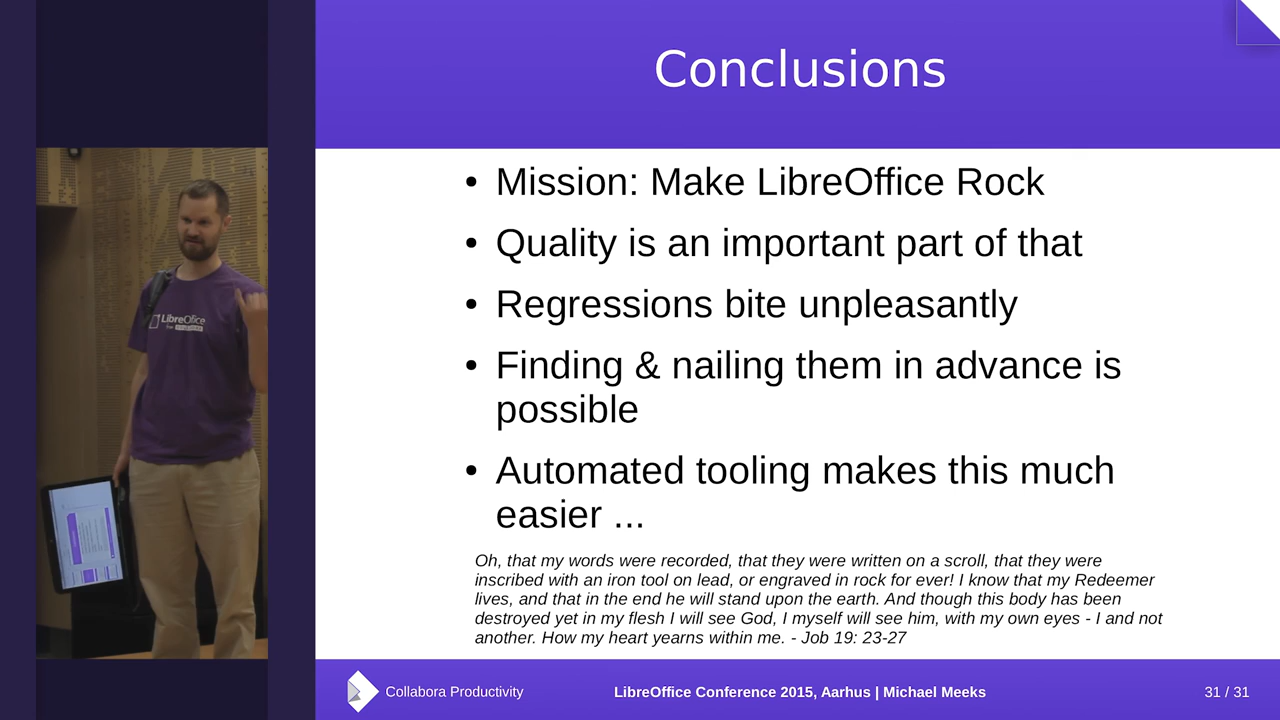 Conclusions
• Mission: Make LibreOffice Rock
• Quality is an important part of that
• Regressions bite unpleasantly
• Finding & nailing them in advance is
possible
• Automated tooling makes this much
easier ...
Oh, that my words were recorded, that they were written on a scroll, that they were
inscribed with an iron tool on lead, or engraved in rock for ever! I know that my Redeemer
lives, and that in the end he will stand upon the earth. And though this body has been
destroyed yet in my flesh I will see God, I myself will see him, with my own eyes - I and not
another. How my heart yearns within me. - Job 19: 23-27
LibreOffice
Collabora Productivity
LibreOffice Conference 2015, Aarhus | Michael Meeks
31 / 31